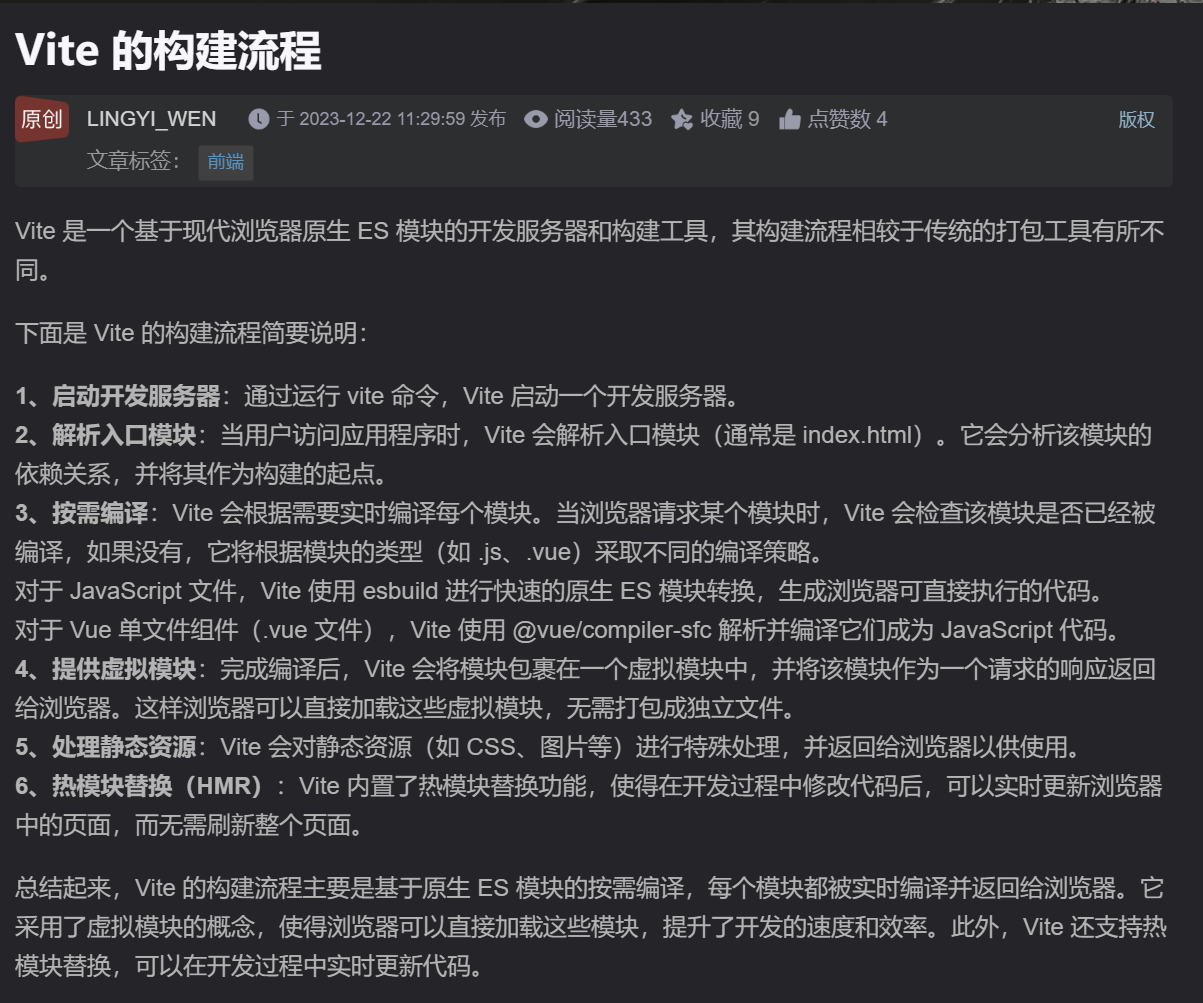 Vite 的构建流程
原创 LINGYI_WEN 于 2023-12-22 11:29:59 发布 阅读量433 收藏 9 点赞数 4 版权
文章标签： 前端
Vite 是一个基于现代浏览器原生 ES 模块的开发服务器和构建工具，其构建流程相较于传统的打包工具有所不
同。
下面是 Vite 的构建流程简要说明：
1、启动开发服务器：通过运行 vite 命令，Vite 启动一个开发服务器。
2、解析入口模块：当用户访问应用程序时，Vite 会解析入口模块（通常是 index.html）。它会分析该模块的
依赖关系，并将其作为构建的起点。
3、按需编译：Vite 会根据需要实时编译每个模块。当浏览器请求某个模块时，Vite 会检查该模块是否已经被
编译，如果没有，它将根据模块的类型（如 .js、.vue）采取不同的编译策略。
对于 JavaScript 文件，Vite 使用 esbuild 进行快速的原生 ES 模块转换，生成浏览器可直接执行的代码。
对于 Vue 单文件组件（.vue 文件），Vite 使用 @vue/compiler-sfc 解析并编译它们成为 JavaScript 代码。
4、提供虚拟模块：完成编译后，Vite 会将模块包裹在一个虚拟模块中，并将该模块作为一个请求的响应返回
给浏览器。这样浏览器可以直接加载这些虚拟模块，无需打包成独立文件。
5、处理静态资源：Vite 会对静态资源（如 CSS、图片等）进行特殊处理，并返回给浏览器以供使用。
6、热模块替换（HMR）：Vite 内置了热模块替换功能，使得在开发过程中修改代码后，可以实时更新浏览器
中的页面，而无需刷新整个页面。
总结起来，Vite 的构建流程主要是基于原生 ES 模块的按需编译，每个模块都被实时编译并返回给浏览器。它
采用了虚拟模块的概念，使得浏览器可以直接加载这些模块，提升了开发的速度和效率。此外，Vite 还支持热
模块替换，可以在开发过程中实时更新代码。